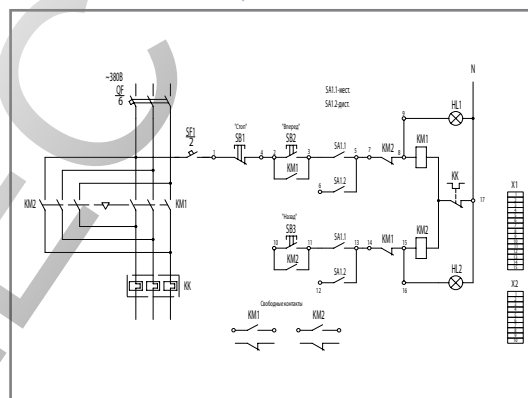 ~380В
QF
6
SF1
2
1
"Стоп"
SB1
4
2
"Вперед"
SB2
3
KM1
SA1.1-мест.
SA1.2-дист.
SA1.1
5
7
6
SA1.2
KM2
8
9
HL1
KM1
N
KK
17
KM2
KM1
KK
"Назад"
SB3
10
11
KM2
SA1.1
13
14
12
SA1.2
KM1
15
16
KM2
HL2
Свободные контакты
KM1
KM2
X1
X2